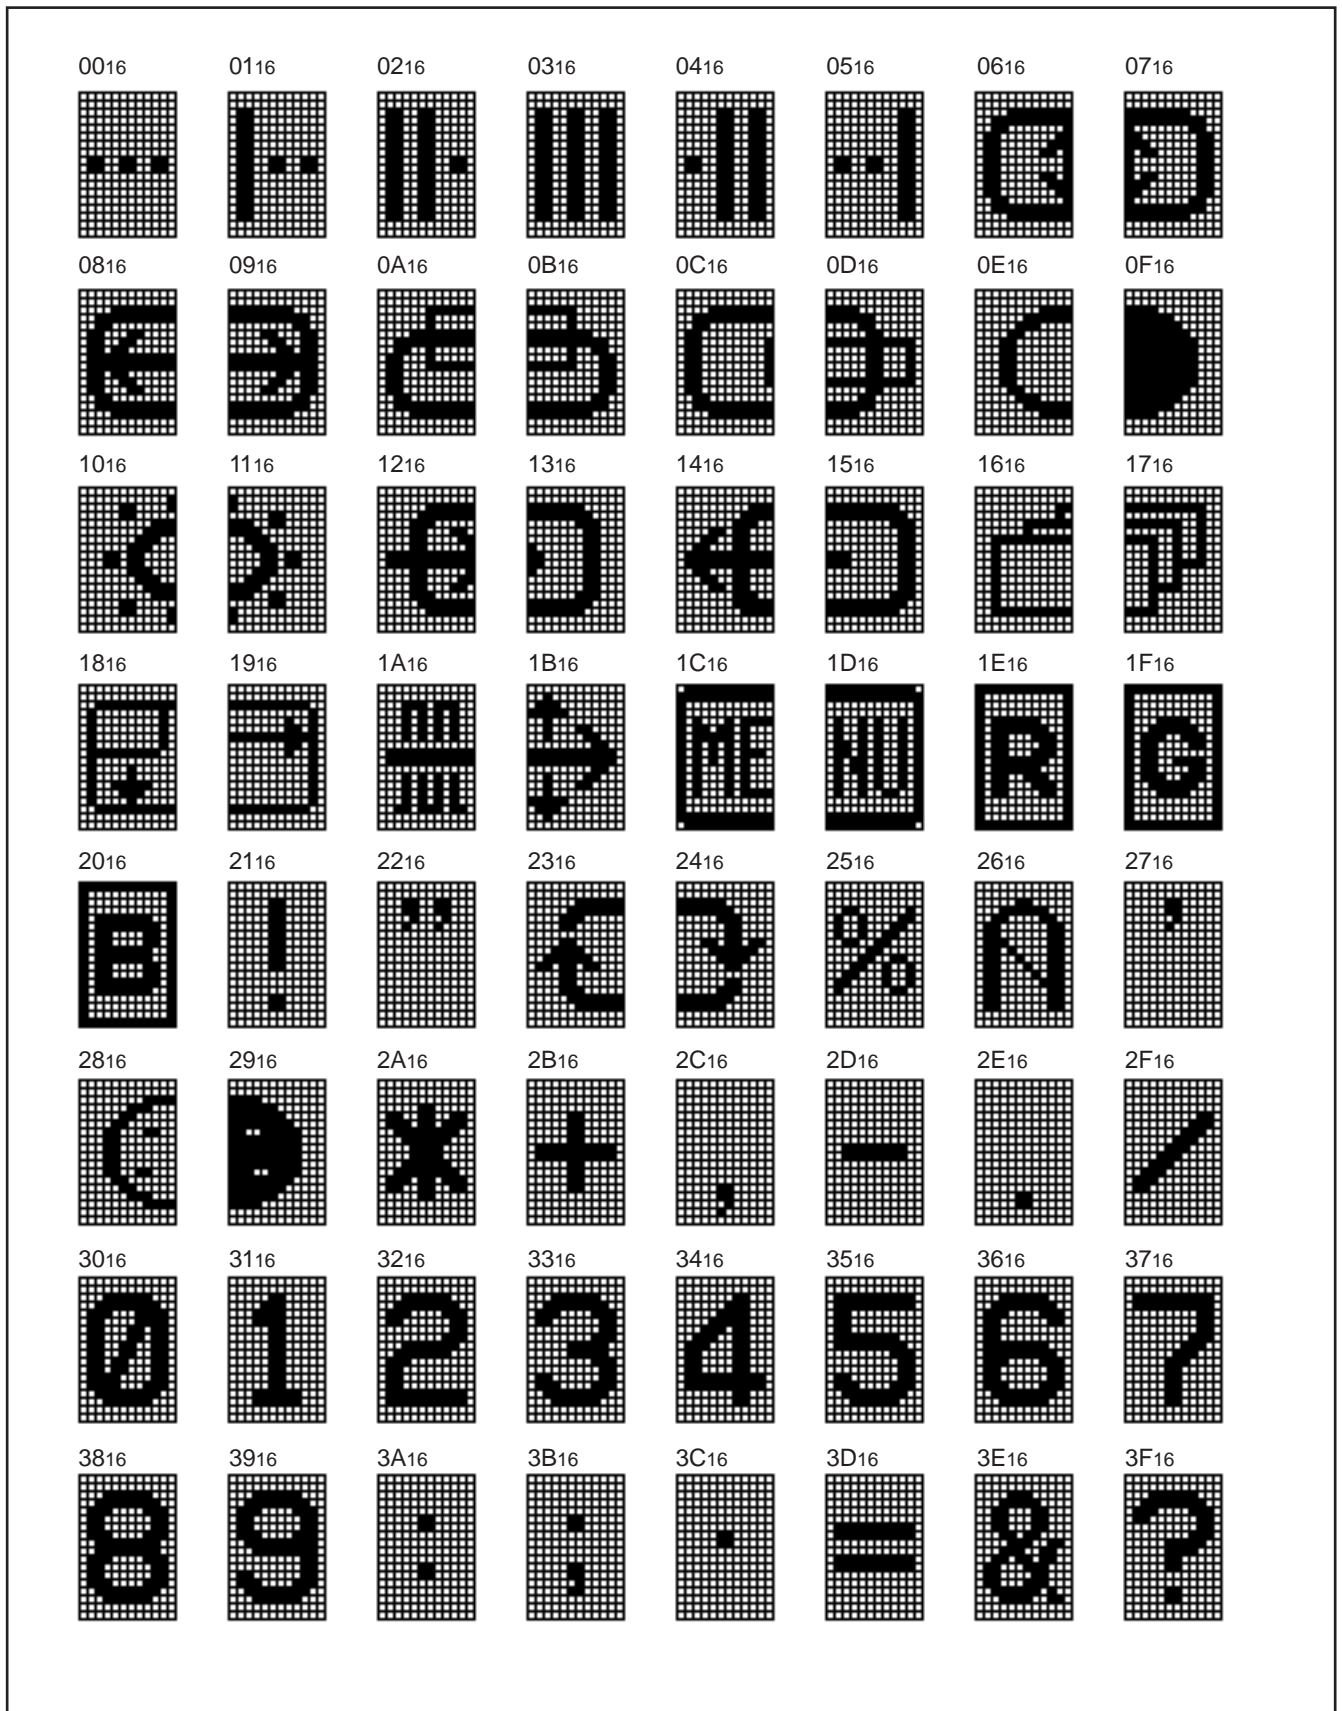 0016 0116 0216 0316 0416 0516 0616 0716
0816 0916 0A16 0B16 0C16 0D16 0E16 0F16
1016 1116 1216 1316 1416 1516 1616 1716
1816 1916 1A16 1B16 1C16 1D16 1E16 1F16
ME NU R G
2016 2116 2216 2316 2416 2516 2616 2716
B ! " % '
2816 2916 2A16 2B16 2C16 2D16 2E16 2F16
* + , - . /
3016 3116 3216 3316 3416 3516 3616 3716
0 1 2 3 4 5 6 7
3816 3916 3A16 3B16 3C16 3D16 3E16 3F16
8 9 : ; · = & ?